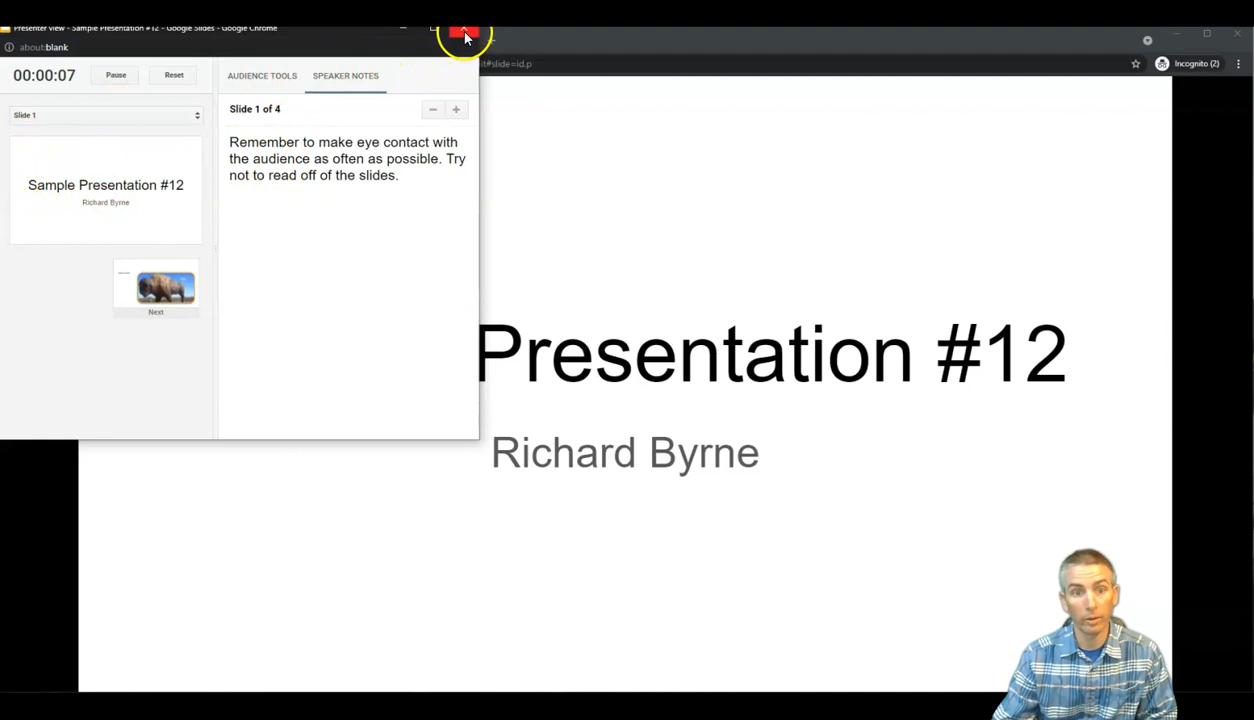 Presenter view - Sample Presentation #12 - Google Slides - Google Chrome
about:blank
#slide=id.p
Incognito (2)
00:00:07
Pause
Reset
AUDIENCE TOOLS
SPEAKER NOTES
Slide 1
Slide 1 of 4
Remember to make eye contact with
the audience as often as possible. Try
not to read off of the slides.
Sample Presentation #12
Richard Byrne
Next
Presentation #12
Richard Byrne